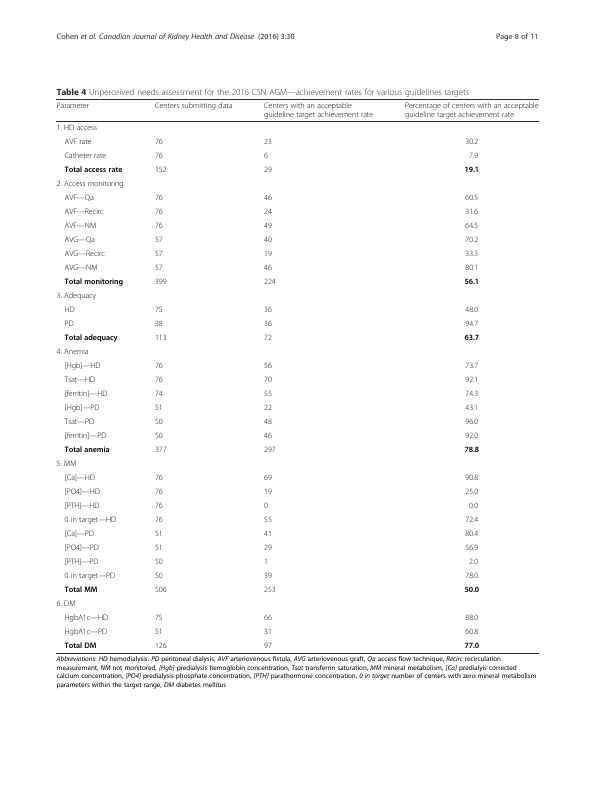 Cohen et al. Canadian Journal of Kidney Health and Disease (2016) 3:30 Page 8 of 11
Table 4 Unperceived needs assessment for the 2016 CSN AGM—achievement rates for various guidelines targets
Parameter Centers submitting data Centers with an acceptable guideline target achievement rate Percentage of centers with an acceptable guideline target achievement rate
1. HD access
AVF rate 76 23 30.2
Catheter rate 76 6 7.9
Total access rate 152 29 19.1
2. Access monitoring
AVF—Qa 76 46 60.5
AVF—Recirc 76 24 31.6
AVF—NM 76 49 64.5
AVG—Qa 57 40 70.2
AVG—Recirc 57 19 33.3
AVG—NM 57 46 80.1
Total monitoring 399 224 56.1
3. Adequacy
HD 75 36 48.0
PD 38 36 94.7
Total adequacy 113 72 63.7
4. Anemia
[Hgb]—HD 76 56 73.7
Tsat—HD 76 70 92.1
[ferritin]—HD 74 55 74.3
[Hgb]—PD 51 22 43.1
Tsat—PD 50 48 96.0
[ferritin]—PD 50 46 92.0
Total anemia 377 297 78.8
5. MM
[Ca]—HD 76 69 90.8
[PO4]—HD 76 19 25.0
[PTH]—HD 76 0 0.0
0 in target—HD 76 55 72.4
[Ca]—PD 51 41 80.4
[PO4]—PD 51 29 56.9
[PTH]—PD 50 1 2.0
0 in target—PD 50 39 78.0
Total MM 506 253 50.0
6. DM
HgbA1c—HD 75 66 88.0
HgbA1c—PD 51 31 60.8
Total DM 126 97 77.0
Abbreviations: HD hemodialysis, PD peritoneal dialysis, AVF arteriovenous fistula, AVG arteriovenous graft, Qa access flow technique, Recirc recirculation
measurement, NM not monitored, [Hgb] predialysis hemoglobin concentration, Tsat transferrin saturation, MM mineral metabolism, [Ca] predialyis corrected
calcium concentration, [PO4] predialysis phosphate concentration, [PTH] parathormone concentration, 0 in target number of centers with zero mineral metabolism
parameters within the target range, DM diabetes mellitus